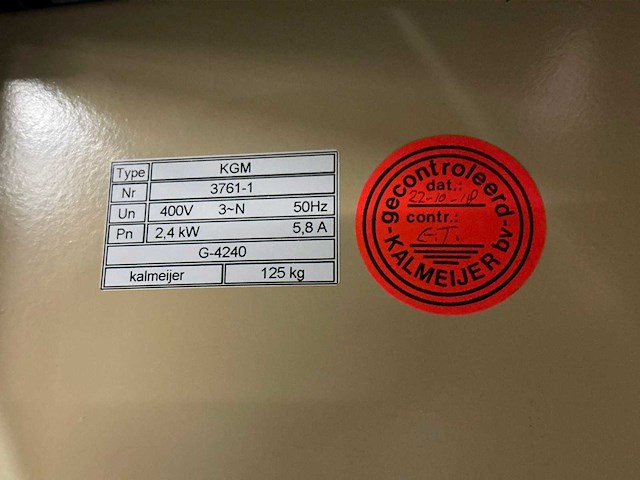 Type KGM
Nr 3761-1
Un 400V 3~N 50Hz
Pn 2,4 kW 5,8 A
G-4240
kalmeijer 125 kg
-gecontroleerd-
dat.:
contr.:
E.T.
KALMEIJER bv